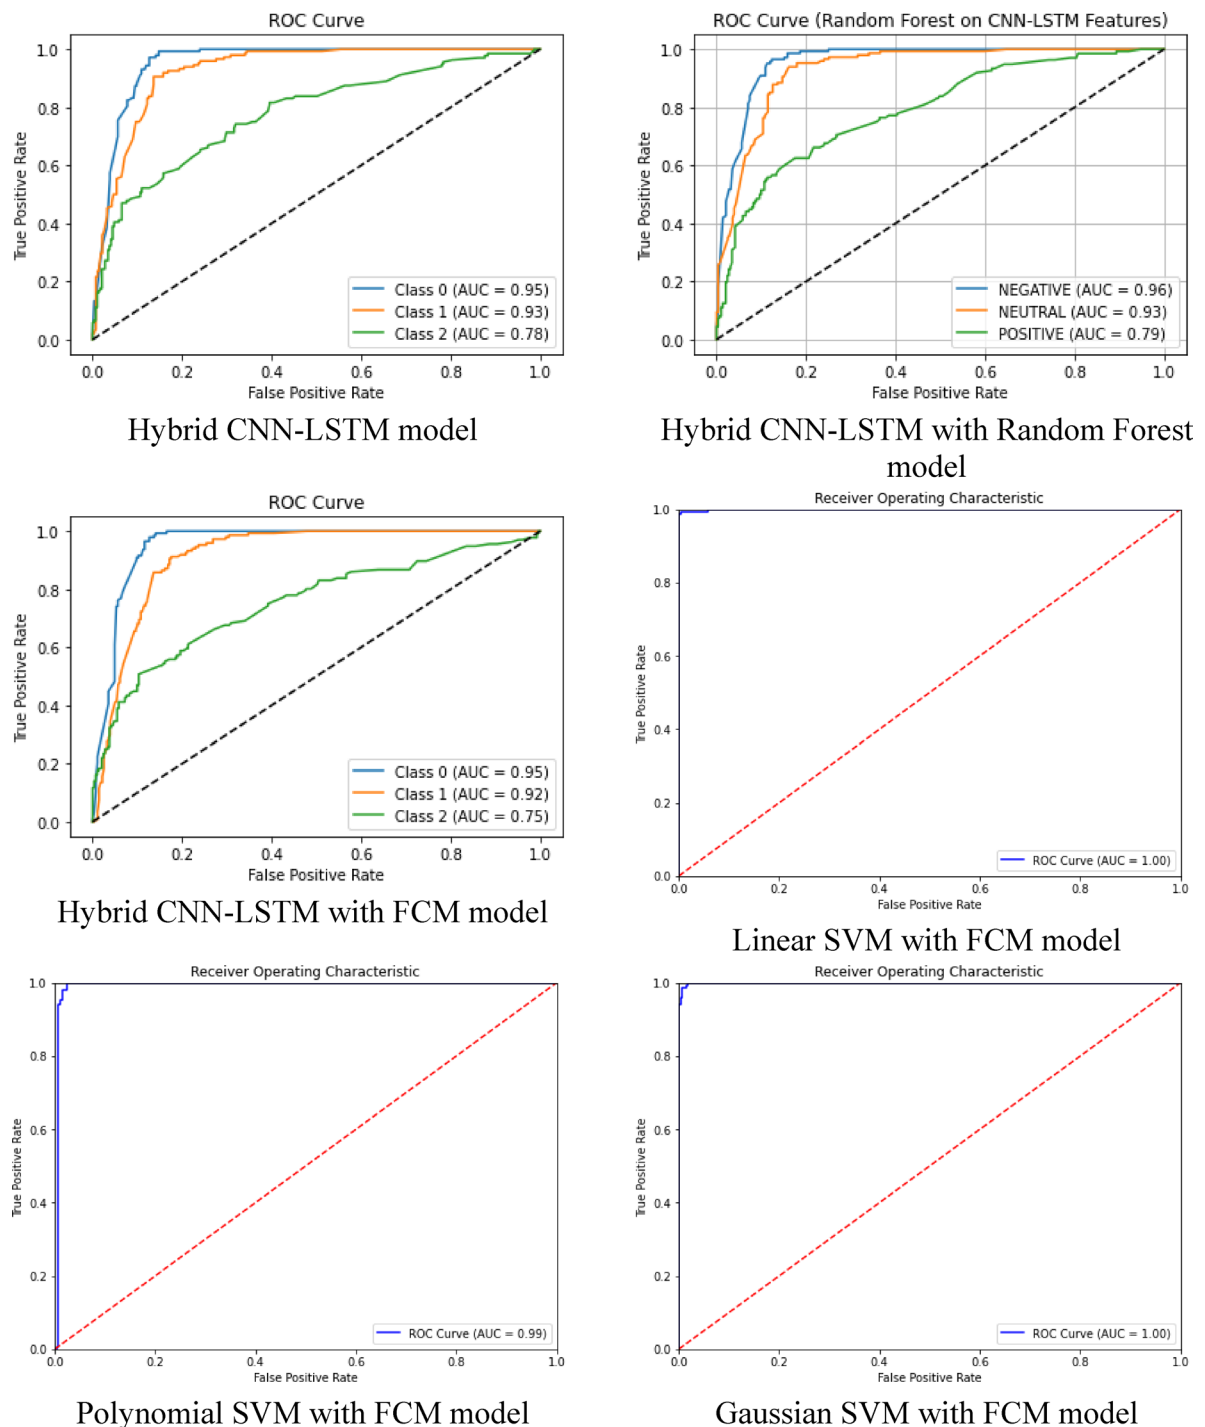 ROC Curve
True Positive Rate
1.0
0.8
0.6
0.4
0.2
0.0
Class 0 (AUC = 0.95)
Class 1 (AUC = 0.93)
Class 2 (AUC = 0.78)
0.0 0.2 0.4 0.6 0.8 1.0
False Positive Rate
Hybrid CNN-LSTM model
ROC Curve (Random Forest on CNN-LSTM Features)
True Positive Rate
1.0
0.8
0.6
0.4
0.2
0.0
NEGATIVE (AUC = 0.96)
NEUTRAL (AUC = 0.93)
POSITIVE (AUC = 0.79)
0.0 0.2 0.4 0.6 0.8 1.0
False Positive Rate
Hybrid CNN-LSTM with Random Forest
model
ROC Curve
True Positive Rate
1.0
0.8
0.6
0.4
0.2
0.0
Class 0 (AUC = 0.95)
Class 1 (AUC = 0.92)
Class 2 (AUC = 0.75)
0.0 0.2 0.4 0.6 0.8 1.0
False Positive Rate
Hybrid CNN-LSTM with FCM model
Receiver Operating Characteristic
True Positive Rate
1.0
0.8
0.6
0.4
0.2
0.0
ROC Curve (AUC = 1.00)
0.0 0.2 0.4 0.6 0.8 1.0
False Positive Rate
Linear SVM with FCM model
Receiver Operating Characteristic
True Positive Rate
1.0
0.8
0.6
0.4
0.2
0.0
ROC Curve (AUC = 0.99)
0.0 0.2 0.4 0.6 0.8 1.0
False Positive Rate
Polynomial SVM with FCM model
Receiver Operating Characteristic
True Positive Rate
1.0
0.8
0.6
0.4
0.2
0.0
ROC Curve (AUC = 1.00)
0.0 0.2 0.4 0.6 0.8 1.0
False Positive Rate
Gaussian SVM with FCM model